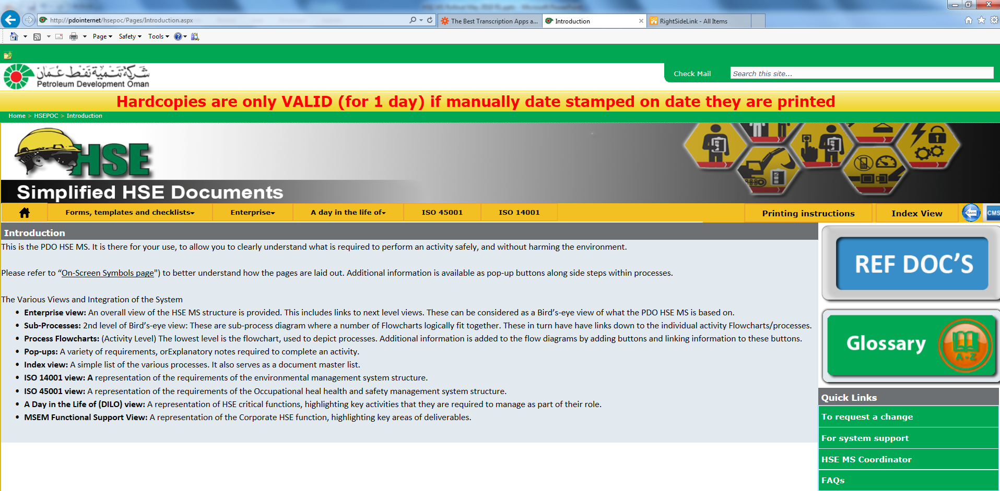 http://pdointernet/hsepoc/Pages/Introduction.aspx
The Best Transcription Apps a...
Introduction
RightSideLink - All Items
Page
Safety
Tools
شركة تنمية نفط عمان
Petroleum Development Oman
Check Mail
Search this site...
Hardcopies are only VALID (for 1 day) if manually date stamped on date they are printed
Home > HSEPOC > Introduction
HSE
Simplified HSE Documents
Forms, templates and checklists
Enterprise
A day in the life of
ISO 45001
ISO 14001
Printing instructions
Index View
BACK
CMS
Introduction
This is the PDO HSE MS. It is there for your use, to allow you to clearly understand what is required to perform an activity safely, and without harming the environment.
Please refer to “On-Screen Symbols page") to better understand how the pages are laid out. Additional information is available as pop-up buttons along side steps within processes.
The Various Views and Integration of the System
• Enterprise view: An overall view of the HSE MS structure is provided. This includes links to next level views. These can be considered as a Bird’s-eye view of what the PDO HSE MS is based on.
• Sub-Processes: 2nd level of Bird’s-eye view: These are sub-process diagram where a number of Flowcharts logically fit together. These in turn have have links down to the individual activity Flowcharts/processes.
• Process Flowcharts: (Activity Level) The lowest level is the flowchart, used to depict processes. Additional information is added to the flow diagrams by adding buttons and linking information to these buttons.
• Pop-ups: A variety of requirements, orExplanatory notes required to complete an activity.
• Index view: A simple list of the various processes. It also serves as a document master list.
• ISO 14001 view: A representation of the requirements of the environmental management system structure.
• ISO 45001 view: A representation of the requirements of the Occupational heal health and safety management system structure.
• A Day in the Life of (DILO) view: A representation of HSE critical functions, highlighting key activities that they are required to manage as part of their role.
• MSEM Functional Support View: A representation of the Corporate HSE function, highlighting key areas of deliverables.
REF DOC’S
Glossary
A-Z
Quick Links
To request a change
For system support
HSE MS Coordinator
FAQs